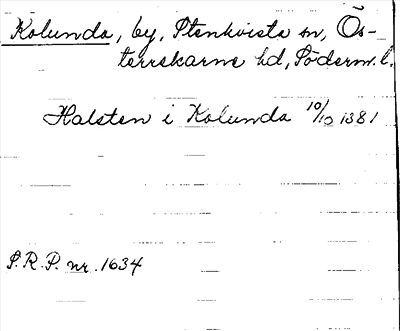 Kolunda, by, Stenkvista sn, Ös-
terrekarne hd, Söderm. l.
Halsten i Kolunda 10/10 1381
S.R.P. nr. 1634